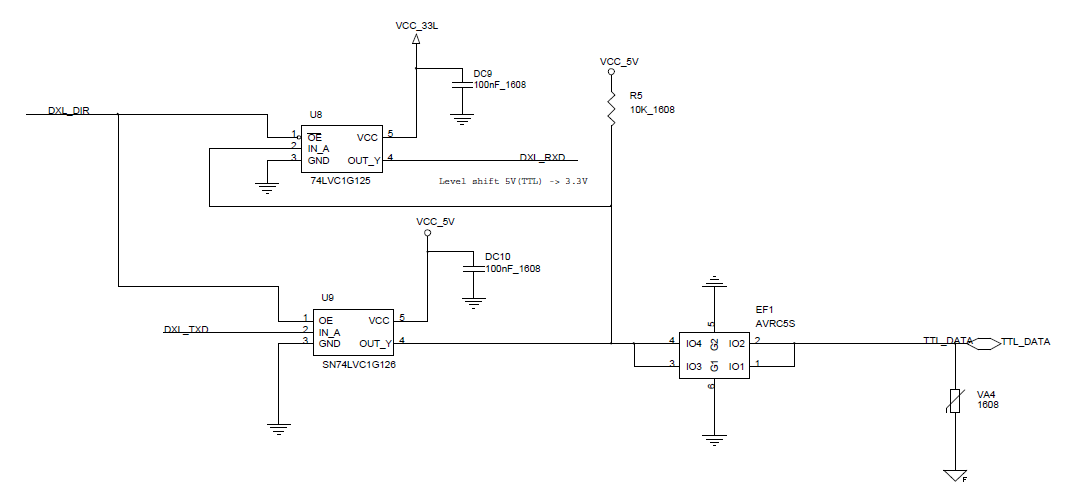 VCC_33L
DC9
100nF_1608
VCC_5V
R5
10K_1608
DXL_DIR
U8
1 OE VCC 5
2 IN_A
3 GND OUT_Y 4
DXL_RXD
74LVC1G125
Level shift 5V(TTL) -> 3.3V
VCC_5V
DC10
100nF_1608
U9
1 OE VCC 5
DXL_TXD
2 IN_A
3 GND OUT_Y 4
SN74LVC1G126
EF1
AVRC5S
5
G2
4 IO4 IO2 2
3 IO3 IO1 1
G1
6
TTL_DATA
TTL_DATA
VA4
1608
F